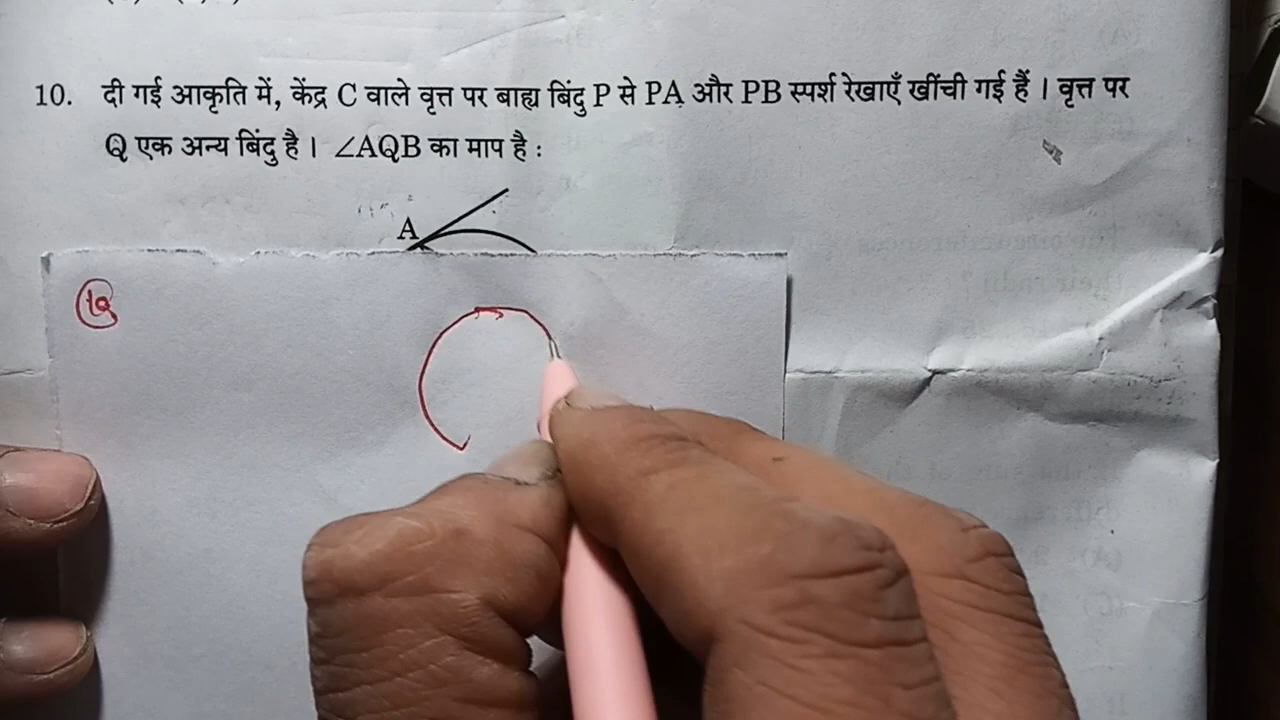 10. दी गई आकृति में, केंद्र C वाले वृत्त पर बाह्य बिंदु P से PA और PB स्पर्श रेखाएँ खींची गई हैं । वृत्त पर
Q एक अन्य बिंदु है । ∠AQB का माप है :
A